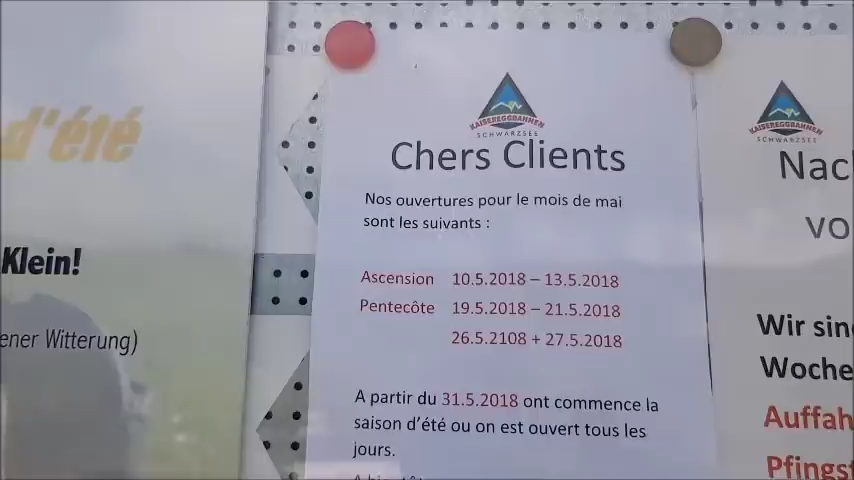 d'été
Klein!
ener Witterung)
KAISEREGGBAHNEN
SCHWARZSEE
Chers Clients
Nos ouvertures pour le mois de mai
sont les suivants :
Ascension 10.5.2018 – 13.5.2018
Pentecôte 19.5.2018 – 21.5.2018
26.5.2108 + 27.5.2018
A partir du 31.5.2018 ont commence la
saison d'été ou on est ouvert tous les
jours.
KAISEREGGBAHNEN
SCHWARZSEE
Nac
vo
Wir sin
Woche
Auffah
Pfingst